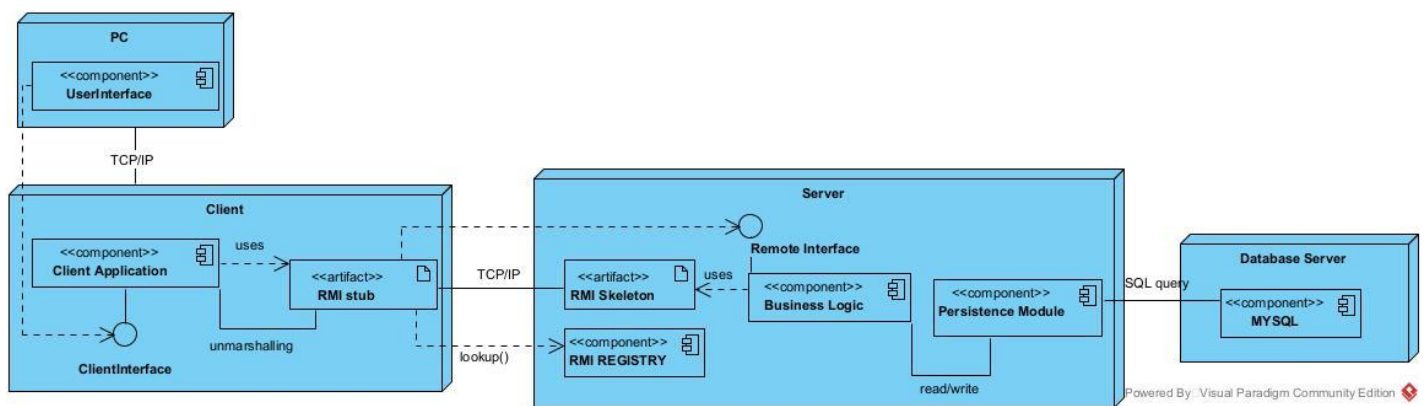 PC
<<component>>
UserInterface
TCP/IP
Client
<<component>>
Client Application
uses
<<artifact>>
RMI stub
unmarshalling
ClientInterface
TCP/IP
lookup()
Server
Remote Interface
<<artifact>>
RMI Skeleton
uses
<<component>>
Business Logic
<<component>>
Persistence Module
<<component>>
RMI REGISTRY
read/write
SQL query
Database Server
<<component>>
MYSQL
Powered By Visual Paradigm Community Edition